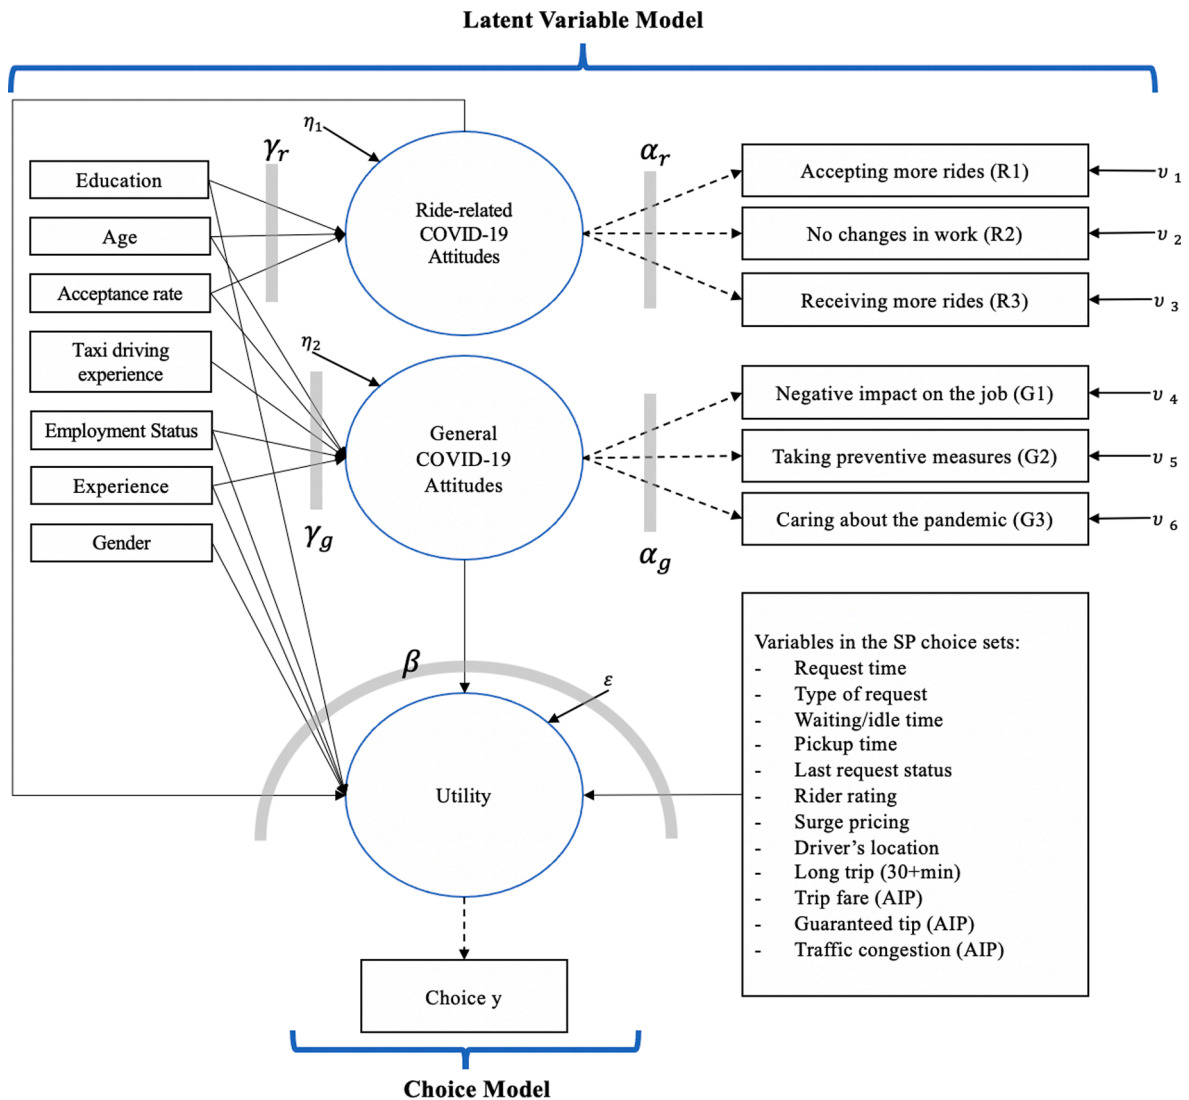 Latent Variable Model
η1
γr
αr
Education
Age
Acceptance rate
Taxi driving
experience
Employment Status
Experience
Gender
Ride-related
COVID-19
Attitudes
Accepting more rides (R1)
υ 1
No changes in work (R2)
υ 2
Receiving more rides (R3)
υ 3
η2
γg
General
COVID-19
Attitudes
αg
Negative impact on the job (G1)
υ 4
Taking preventive measures (G2)
υ 5
Caring about the pandemic (G3)
υ 6
β
ε
Utility
Variables in the SP choice sets:
- Request time
- Type of request
- Waiting/idle time
- Pickup time
- Last request status
- Rider rating
- Surge pricing
- Driver’s location
- Long trip (30+min)
- Trip fare (AIP)
- Guaranteed tip (AIP)
- Traffic congestion (AIP)
Choice y
Choice Model